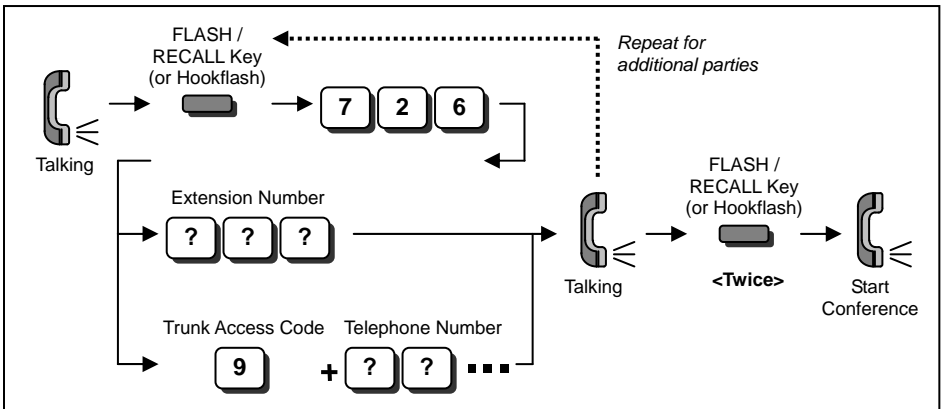 FLASH /
RECALL Key
(or Hookflash)
Repeat for
additional parties
7 2 6
Talking
Extension Number
? ? ?
FLASH /
RECALL Key
(or Hookflash)
Talking
<Twice>
Start
Conference
Trunk Access Code
Telephone Number
9 + ? ? ...